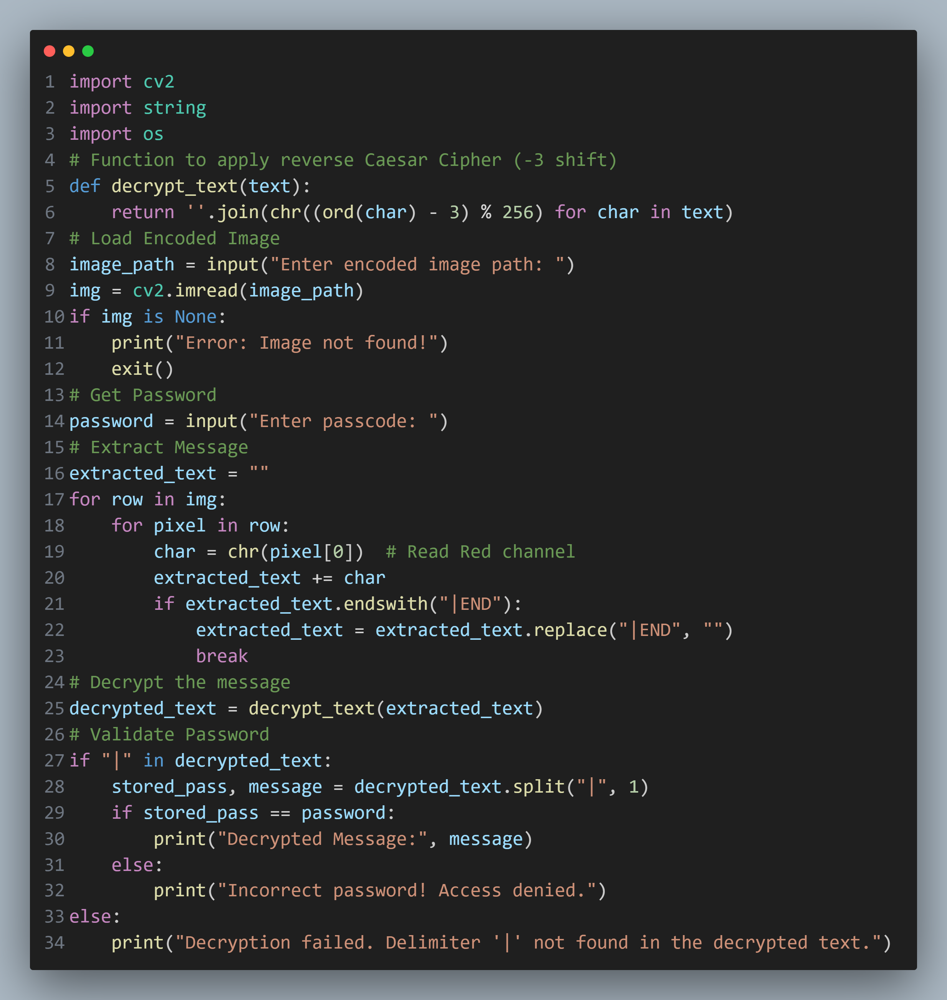 1 import cv2
2 import string
3 import os
4 # Function to apply reverse Caesar Cipher (-3 shift)
5 def decrypt_text(text):
6     return ''.join(chr((ord(char) - 3) % 256) for char in text)
7 # Load Encoded Image
8 image_path = input("Enter encoded image path: ")
9 img = cv2.imread(image_path)
10 if img is None:
11     print("Error: Image not found!")
12     exit()
13 # Get Password
14 password = input("Enter passcode: ")
15 # Extract Message
16 extracted_text = ""
17 for row in img:
18     for pixel in row:
19         char = chr(pixel[0])  # Read Red channel
20         extracted_text += char
21         if extracted_text.endswith("|END"):
22             extracted_text = extracted_text.replace("|END", "")
23             break
24 # Decrypt the message
25 decrypted_text = decrypt_text(extracted_text)
26 # Validate Password
27 if "|" in decrypted_text:
28     stored_pass, message = decrypted_text.split("|", 1)
29     if stored_pass == password:
30         print("Decrypted Message:", message)
31     else:
32         print("Incorrect password! Access denied.")
33 else:
34     print("Decryption failed. Delimiter '|' not found in the decrypted text.")